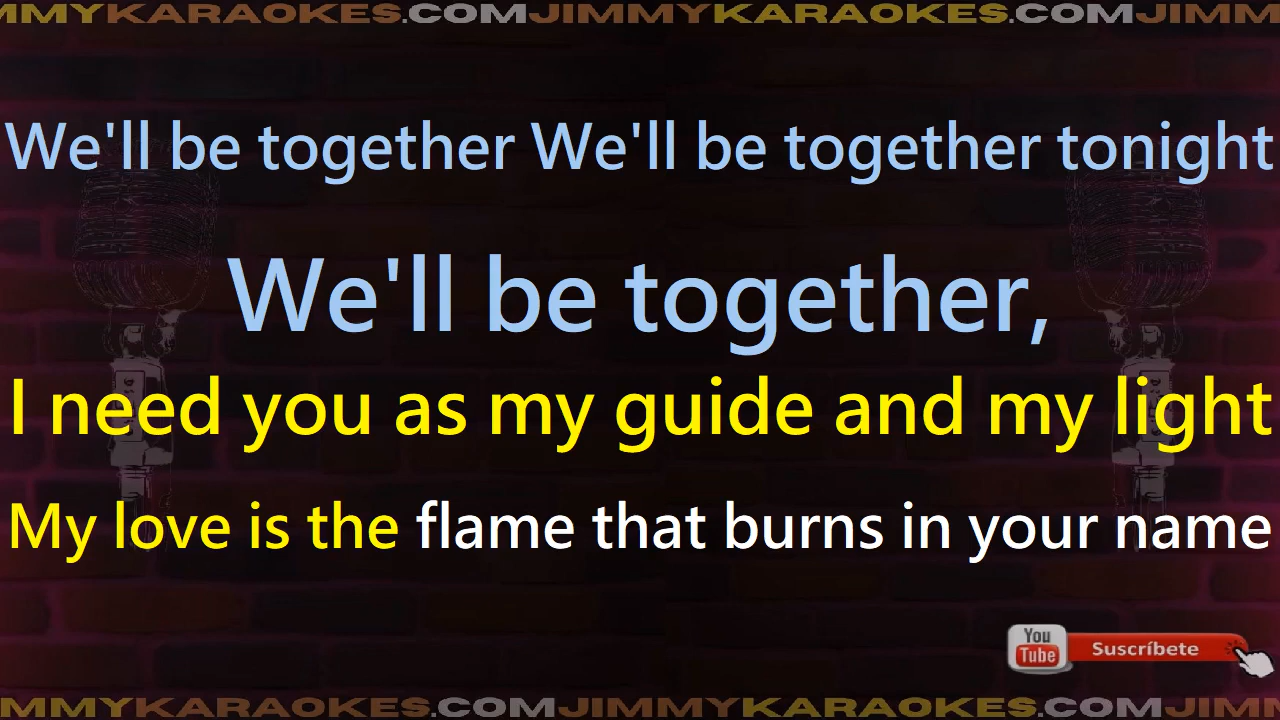 MMYKARAOKES.COMJIMMYKARAOKES.COMJIMM
We'll be together We'll be together tonight
We'll be together,
I need you as my guide and my light
My love is the flame that burns in your name
You
Tube
Suscríbete
MMYKARAOKES.COMJIMMYKARAOKES.COMJIMM